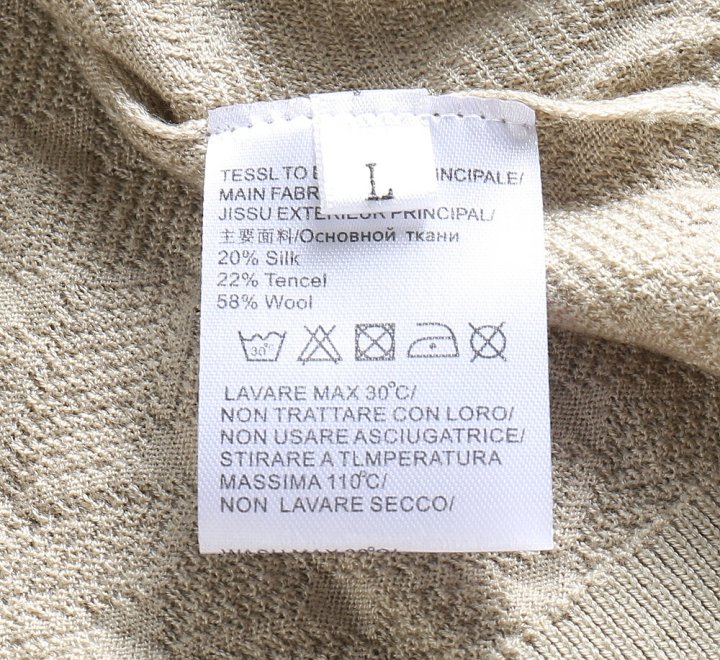 L
TESSL TO INCIPALE/
MAIN FABR
JISSU EXTERIEUR PRINCIPAL/
主要面料/Основной ткани
20% Silk
22% Tencel
58% Wool
30°C
LAVARE MAX 30°C/
NON TRATTARE CON LORO/
NON USARE ASCIUGATRICE/
STIRARE A TLMPERATURA
MASSIMA 110°C/
NON LAVARE SECCO/